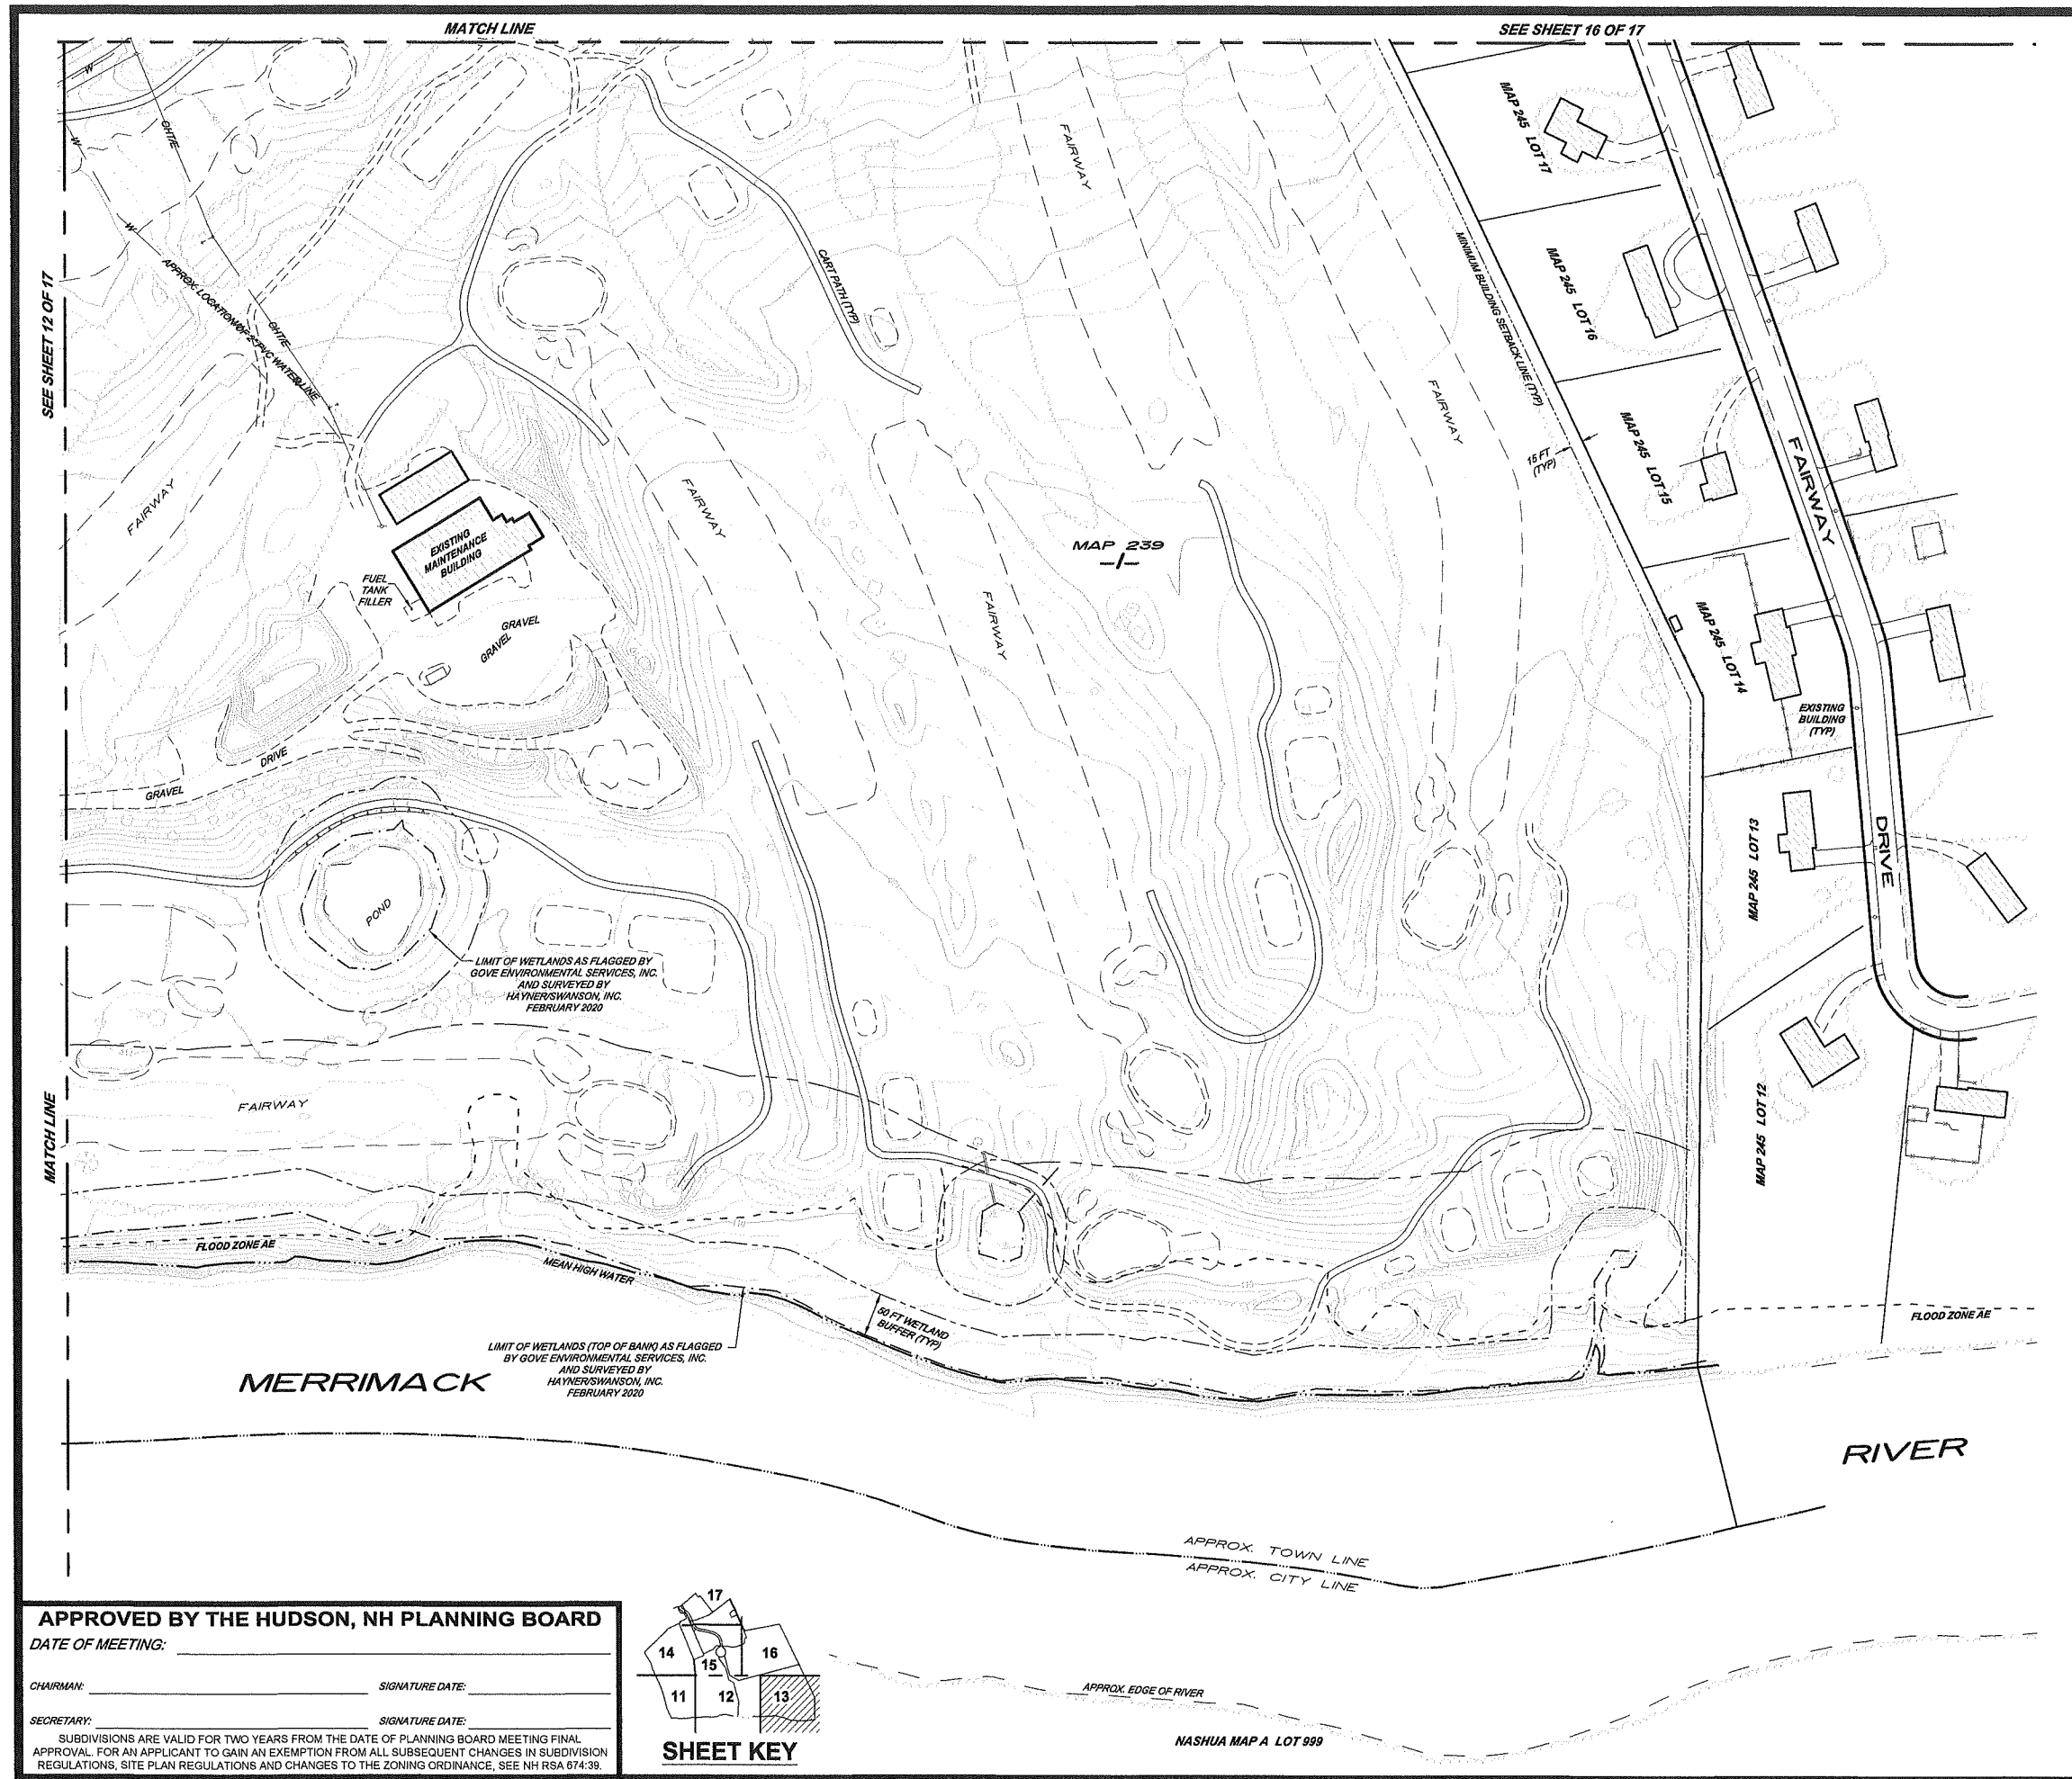 MATCH LINE
SEE SHEET 16 OF 17
SEE SHEET 12 OF 17
MATCH LINE
W
W
W
OHT/E
OHT/E
APPROX. LOCATION OF 2" PVC WATER LINE
CART PATH (TYP)
FAIRWAY
FAIRWAY
FAIRWAY
FAIRWAY
FAIRWAY
FAIRWAY
MINIMUM BUILDING SETBACK LINE (TYP)
15 FT
(TYP)
MAP 245 LOT 17
MAP 245 LOT 16
MAP 245 LOT 15
MAP 245 LOT 14
MAP 245 LOT 13
MAP 245 LOT 12
FAIRWAY
DRIVE
EXISTING
BUILDING
(TYP)
MAP 239
1
EXISTING
MAINTENANCE
BUILDING
FUEL
TANK
FILLER
GRAVEL
GRAVEL
GRAVEL
DRIVE
POND
LIMIT OF WETLANDS AS FLAGGED BY
GOVE ENVIRONMENTAL SERVICES, INC.
AND SURVEYED BY
HAYNER/SWANSON, INC.
FEBRUARY 2020
FLOOD ZONE AE
MEAN HIGH WATER
50 FT WETLAND
BUFFER (TYP)
FLOOD ZONE AE
LIMIT OF WETLANDS (TOP OF BANK) AS FLAGGED
BY GOVE ENVIRONMENTAL SERVICES, INC.
AND SURVEYED BY
HAYNER/SWANSON, INC.
FEBRUARY 2020
MERRIMACK
RIVER
APPROX. TOWN LINE
APPROX. CITY LINE
APPROX. EDGE OF RIVER
NASHUA MAP A LOT 999
APPROVED BY THE HUDSON, NH PLANNING BOARD
DATE OF MEETING:
CHAIRMAN: SIGNATURE DATE:
SECRETARY: SIGNATURE DATE:
SUBDIVISIONS ARE VALID FOR TWO YEARS FROM THE DATE OF PLANNING BOARD MEETING FINAL
APPROVAL. FOR AN APPLICANT TO GAIN AN EXEMPTION FROM ALL SUBSEQUENT CHANGES IN SUBDIVISION
REGULATIONS, SITE PLAN REGULATIONS AND CHANGES TO THE ZONING ORDINANCE, SEE NH RSA 674:39.
17
14
15
16
11
12
13
SHEET KEY